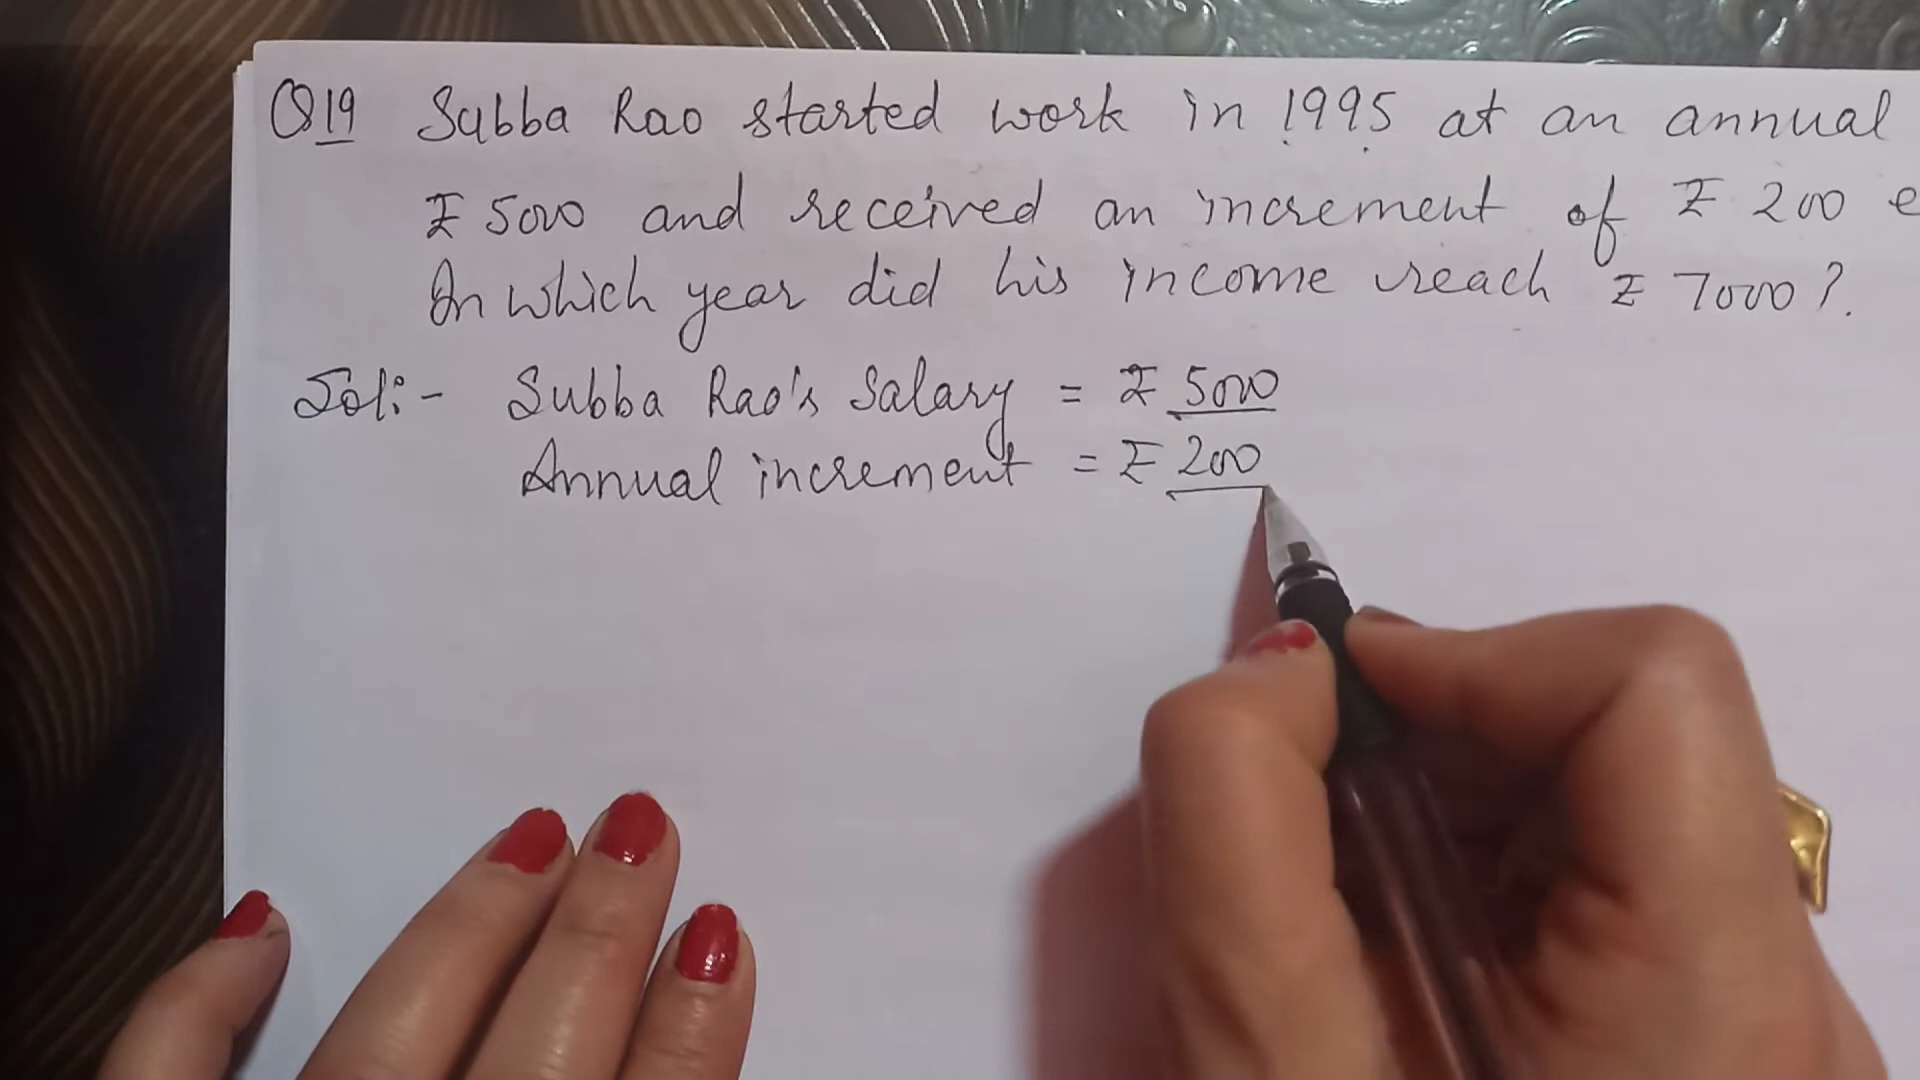 Q19 Subba Rao started work in 1995 at an annual
₹ 5000 and received an increment of ₹ 200 e
In which year did his income reach ₹ 7000?.
Sol:- Subba Rao's Salary = ₹ 5000
Annual increment = ₹ 200